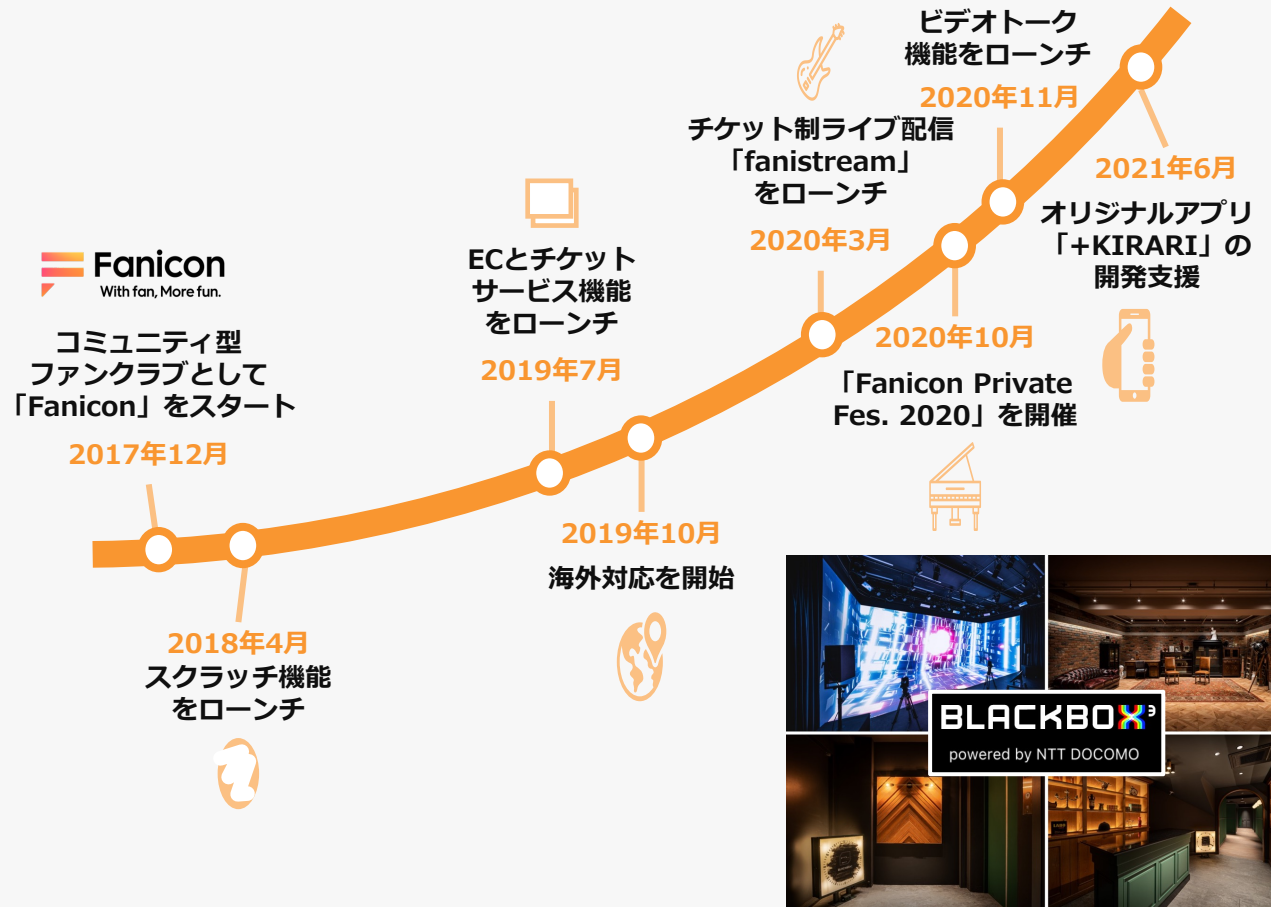 Fanicon
With fan, More fun.
コミュニティ型
ファンクラブとして
「Fanicon」をスタート
2017年12月
2018年4月
スクラッチ機能
をローンチ
ECとチケット
サービス機能
をローンチ
2019年7月
2019年10月
海外対応を開始
チケット制ライブ配信
「fanistream」
をローンチ
2020年3月
2020年10月
「Fanicon Private
Fes. 2020」を開催
ビデオトーク
機能をローンチ
2020年11月
2021年6月
オリジナルアプリ
「+KIRARI」の
開発支援
BLACKBOX³
powered by NTT DOCOMO